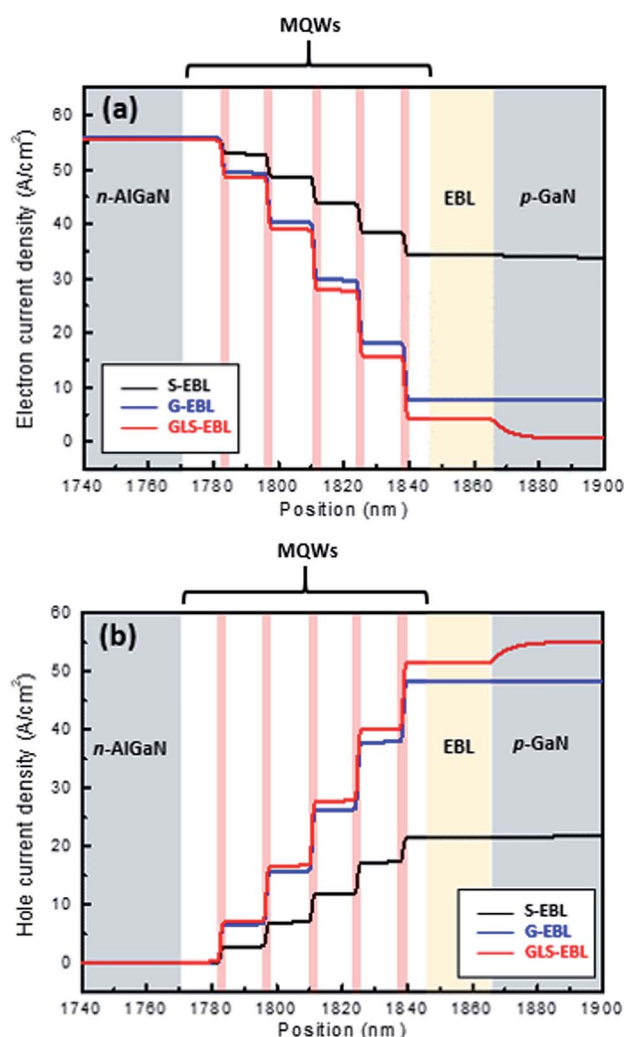 MQWs
(a)
n-AlGaN
EBL
p-GaN
Electron current density (A/cm²)
60
50
40
30
20
10
0
S-EBL
G-EBL
GLS-EBL
1740 1760 1780 1800 1820 1840 1860 1880 1900
Position (nm)
MQWs
(b)
n-AlGaN
EBL
p-GaN
Hole current density (A/cm²)
60
50
40
30
20
10
0
S-EBL
G-EBL
GLS-EBL
1740 1760 1780 1800 1820 1840 1860 1880 1900
Position (nm)